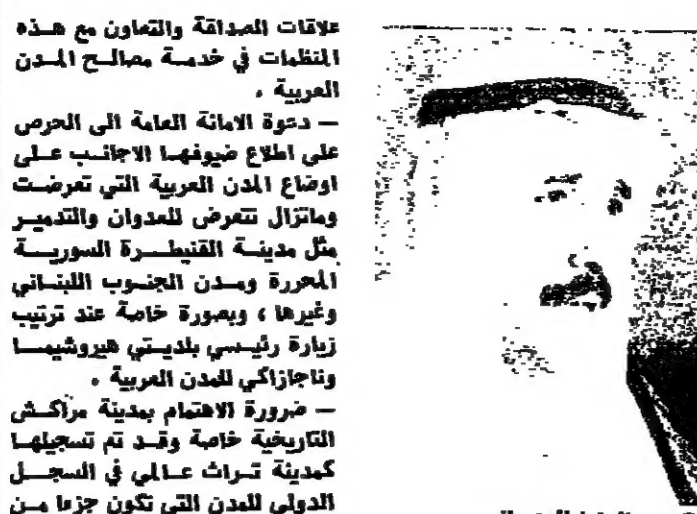 علاقات الصداقة والتعاون مع هذه
المنظمات في خدمة مصالح المدن
العربية .
— دعوة الامانة العامة الى الحرص
على اطلاع ضيوفها الاجانب على
اوضاع المدن العربية التي تعرضت
وماتزال تتعرض للعدوان والتدمير
مثل مدينة القنيطرة السورية
المحررة ومدن الجنوب اللبناني
وغيرها ، وبصورة خاصة عند ترتيب
زيارة رئيسي بلديتي هيروشيما
وناجازاكي للمدن العربية .
— ضرورة الاهتمام بمدينة مراكش
التاريخية خاصة وقد تم تسجيلها
كمدينة تراث عالمي في السجل
الدولي للمدن التي تكون جزءا من